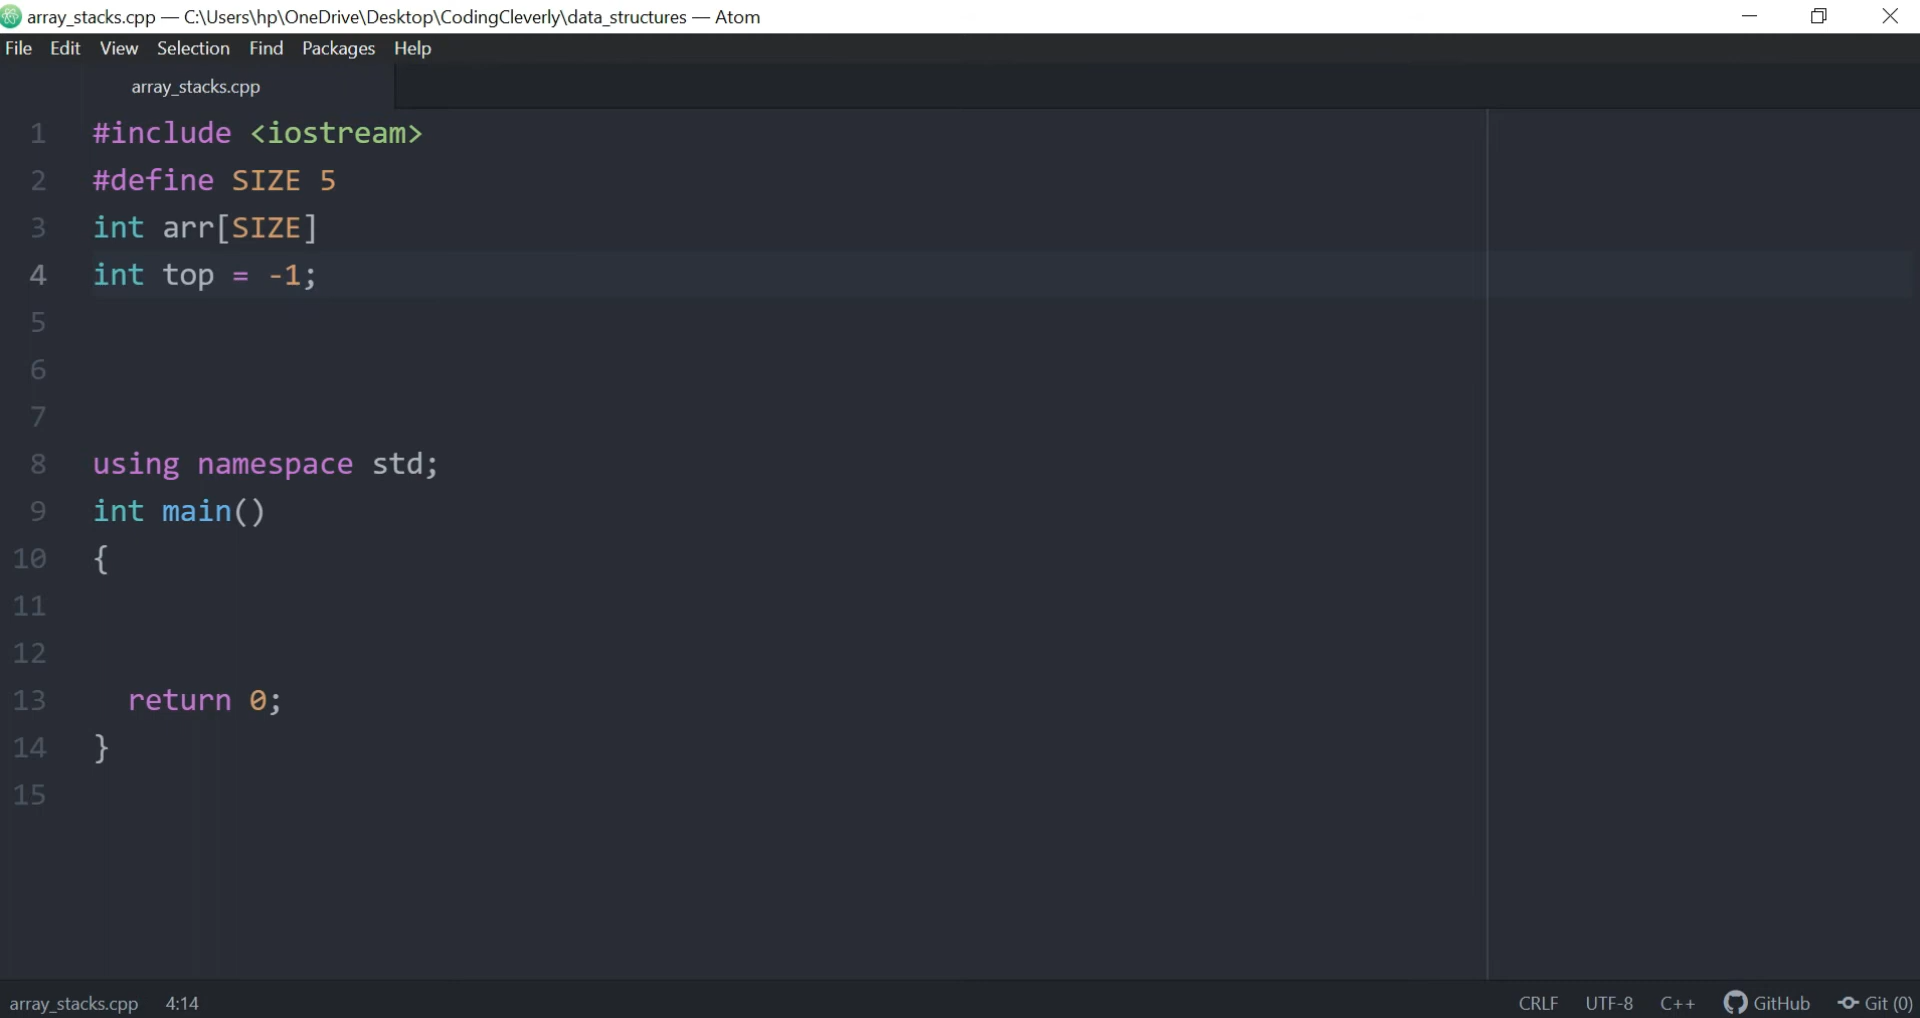 array_stacks.cpp — C:\Users\hp\OneDrive\Desktop\CodingCleverly\data_structures — Atom
File Edit View Selection Find Packages Help
array_stacks.cpp
1 #include <iostream>
2 #define SIZE 5
3 int arr[SIZE]
4 int top = -1;
5
6
7
8 using namespace std;
9 int main()
10 {
11
12
13   return 0;
14 }
15
array_stacks.cpp 4:14 CRLF UTF-8 C++ GitHub Git (0)